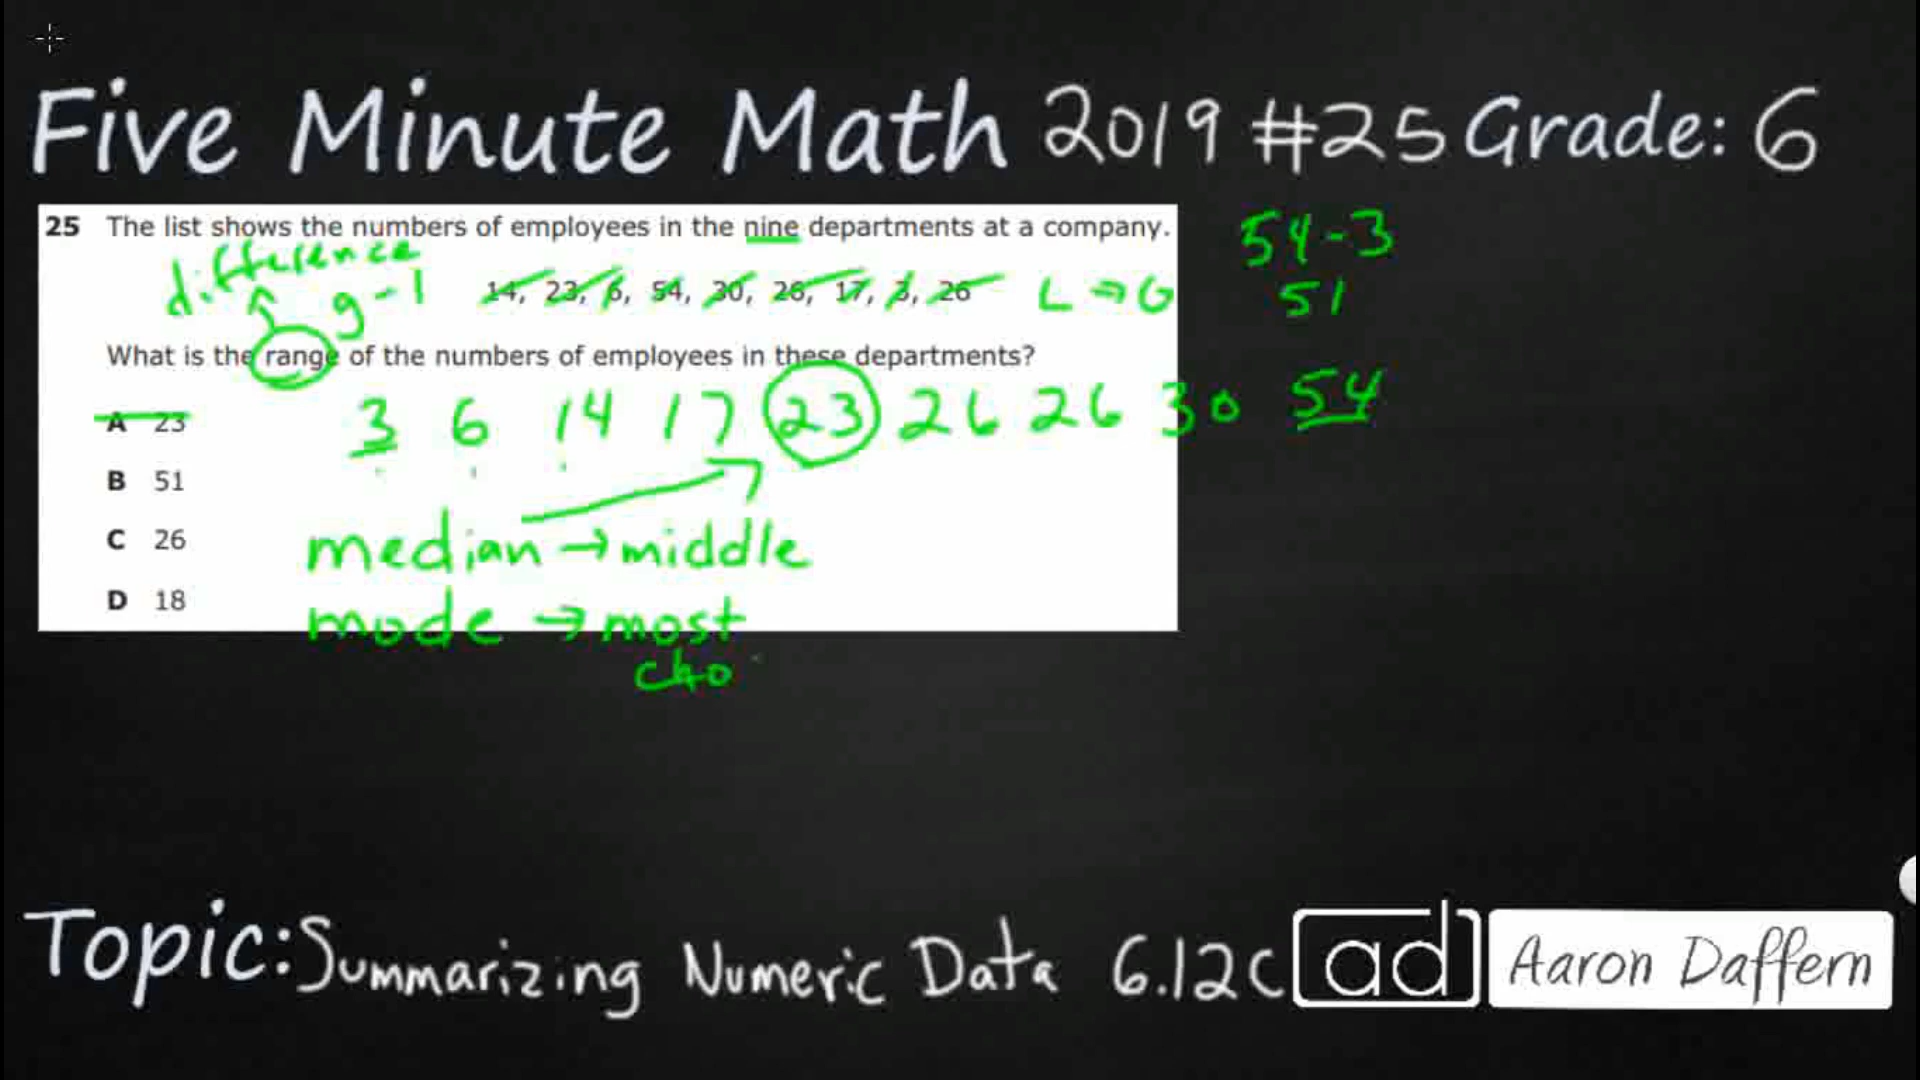 Five Minute Math 2019 #25 Grade: 6
25 The list shows the numbers of employees in the nine departments at a company.
54-3
difference
g-l 14, 23, 6, 54, 30, 26, 17, 3, 26 L → G 51
What is the range of the numbers of employees in these departments?
3 6 14 17 23 26 26 30 54
A 23
B 51
median → middle
C 26
D 18
mode → most
cho
Topic: Summarizing Numeric Data 6.12C ad Aaron Daffern